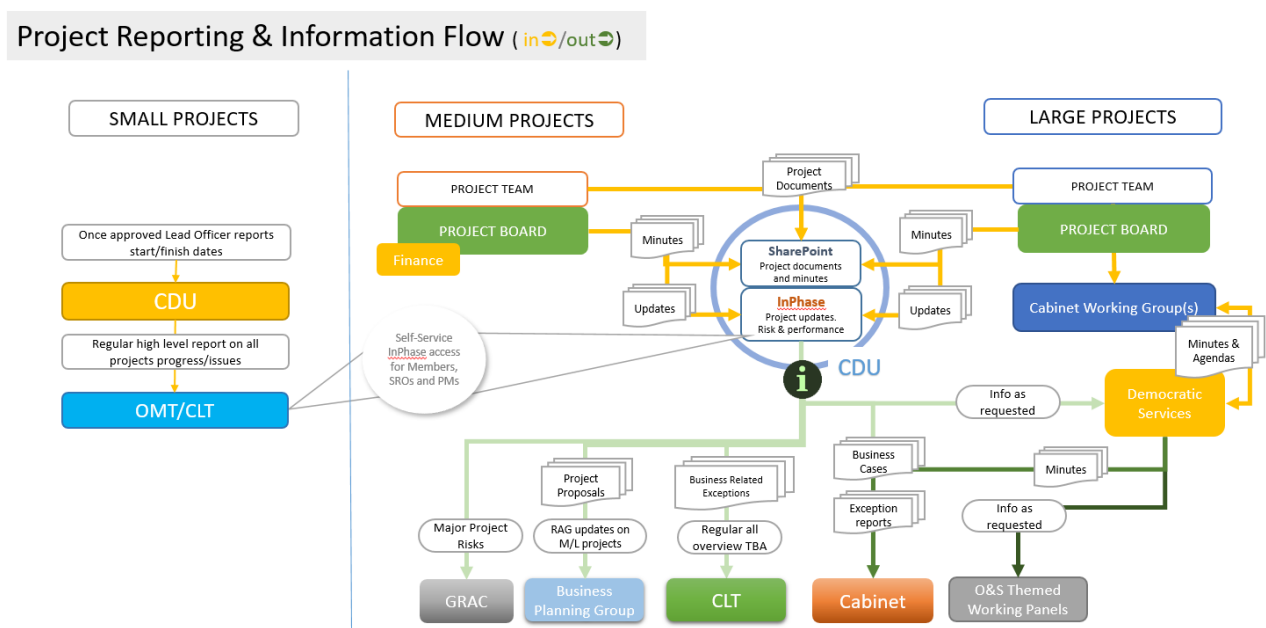 Project Reporting & Information Flow ( in➲/out➲)
SMALL PROJECTS
MEDIUM PROJECTS
LARGE PROJECTS
Once approved Lead Officer reports
start/finish dates
CDU
Regular high level report on all
projects progress/issues
OMT/CLT
PROJECT TEAM
PROJECT BOARD
Finance
Project
Documents
PROJECT TEAM
PROJECT BOARD
Minutes
Updates
SharePoint
Project documents
and minutes
InPhase
Project updates.
Risk & performance
CDU
Minutes
Updates
Cabinet Working Group(s)
Minutes &
Agendas
Self-Service
InPhase access
for Members,
SROs and PMs
i
Info as
requested
Democratic
Services
Project
Proposals
Business Related
Exceptions
Business
Cases
Minutes
Exception
reports
Info as
requested
Major Project
Risks
RAG updates on
M/L projects
Regular all
overview TBA
GRAC
Business
Planning Group
CLT
Cabinet
O&S Themed
Working Panels